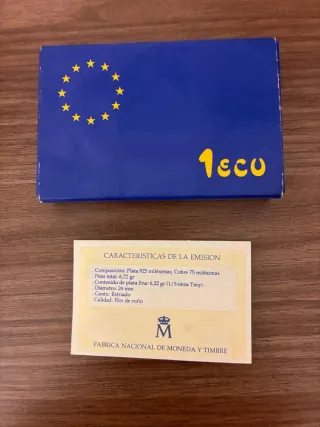 1 ECU
CARACTERISTICAS DE LA EMISION
. Composición: Plata 925 milésimas, Cobre 75 milésimas
. Peso total: 6,72 gr
. Contenido de plata fina: 6,22 gr (1/5 onza Troy)
. Diámetro: 24 mm
. Canto: Estriado
. Calidad: Flor de cuño
M
FABRICA NACIONAL DE MONEDA Y TIMBRE